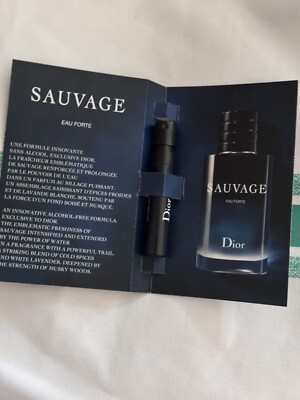 SAUVAGE
EAU FORTE
UNE FORMULE INNOVANTE
SANS ALCOOL, EXCLUSIVE DIOR.
LA FRAÎCHEUR EMBLÉMATIQUE
DE SAUVAGE RENFORCÉE ET PROLONGÉE
PAR LE POUVOIR DE L'EAU
DANS UN PARFUM AU SILLAGE PUISSANT.
UN ASSEMBLAGE SAISISSANT D'ÉPICES FROIDES
ET DE LAVANDE BLANCHE, SOUTENU PAR
LA FORCE D'UN FOND BOISÉ ET MUSQUÉ.
AN INNOVATIVE, ALCOHOL-FREE FORMULA,
EXCLUSIVE TO DIOR.
THE EMBLEMATIC FRESHNESS OF
SAUVAGE INTENSIFIED AND EXTENDED
BY THE POWER OF WATER
IN A FRAGRANCE WITH A POWERFUL TRAIL.
A STRIKING BLEND OF COLD SPICES
AND WHITE LAVENDER, DEEPENED BY
THE STRENGTH OF MUSKY WOODS.
Dior
SAUVAGE
EAU FORTE
Dior